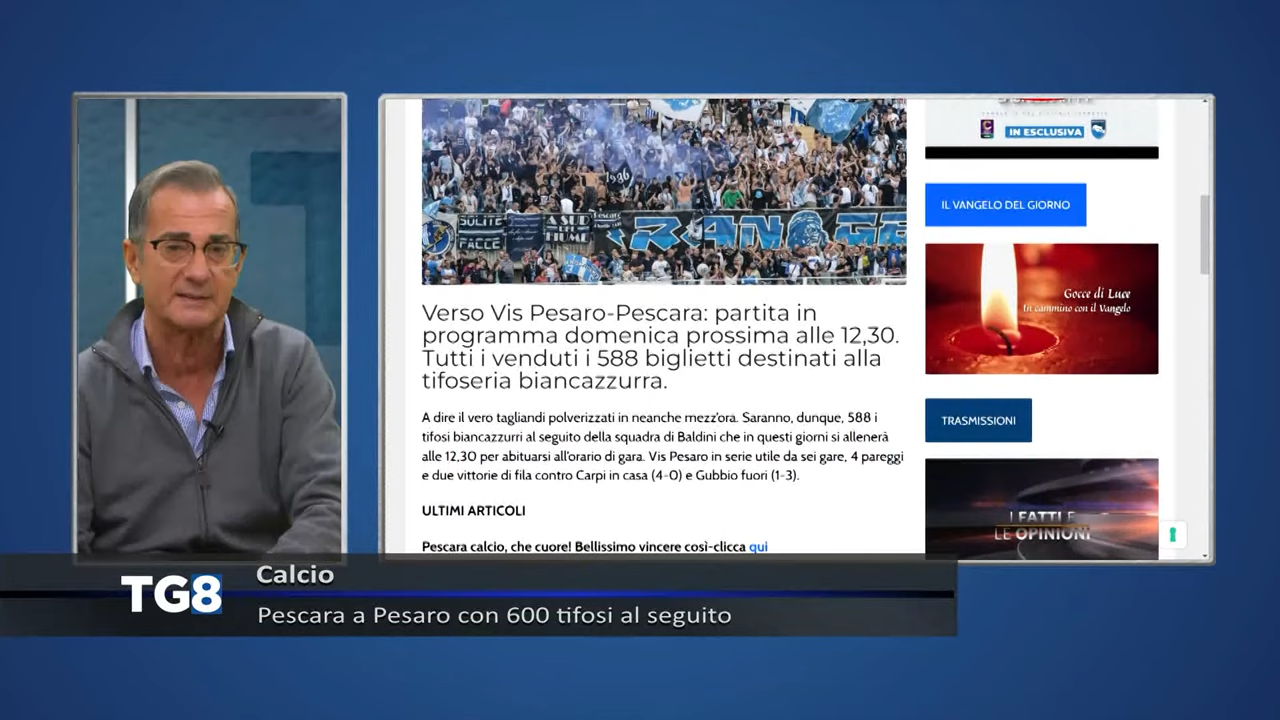 IN ESCLUSIVA
1936
SOLITE
FACCE
A SUD
FIUME
RANGE
IL VANGELO DEL GIORNO
Gocce di Luce
In cammino con il Vangelo
Verso Vis Pesaro-Pescara: partita in
programma domenica prossima alle 12,30.
Tutti i venduti i 588 biglietti destinati alla
tifoseria biancazzurra.
A dire il vero tagliandi polverizzati in neanche mezz'ora. Saranno, dunque, 588 i
tifosi biancazzurri al seguito della squadra di Baldini che in questi giorni si allenerà
alle 12,30 per abituarsi all'orario di gara. Vis Pesaro in serie utile da sei gare, 4 pareggi
e due vittorie di fila contro Carpi in casa (4-0) e Gubbio fuori (1-3).
ULTIMI ARTICOLI
Pescara calcio, che cuore! Bellissimo vincere così-clicca qui
TRASMISSIONI
I FATTI E
LE OPINIONI
TG8
Calcio
Pescara a Pesaro con 600 tifosi al seguito